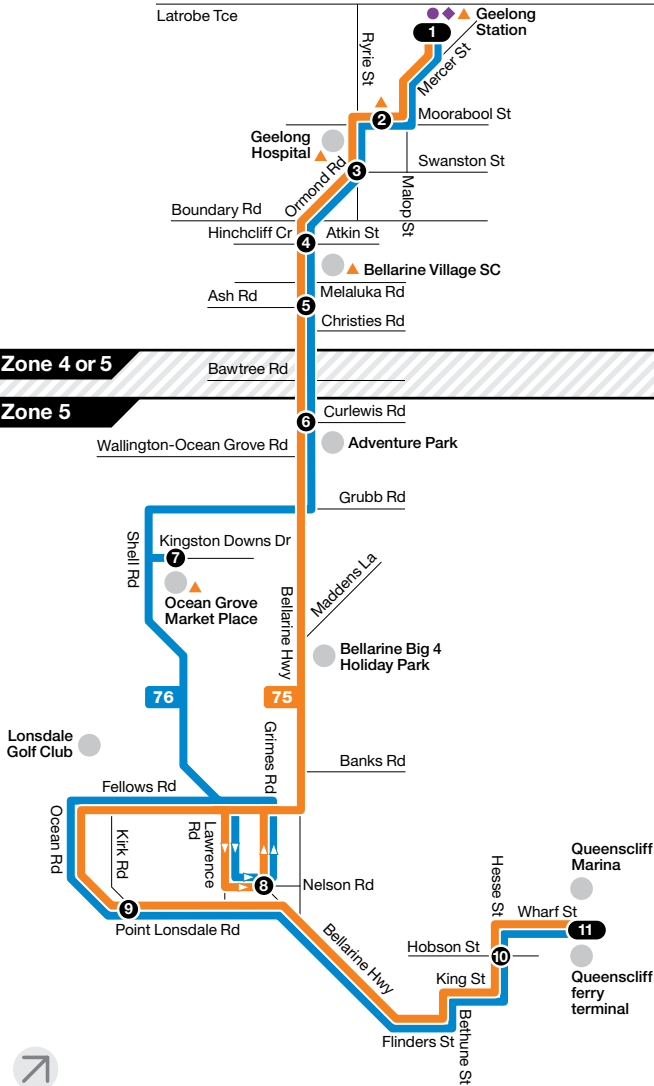 Latrobe Tce
Geelong
Station
1
Ryrie St
Mercer St
2
Moorabool St
Geelong
Hospital
Ormond Rd
3
Swanston St
Malop St
Boundary Rd
Hinchcliff Cr
4
Atkin St
Bellarine Village SC
Melaluka Rd
Ash Rd
5
Christies Rd
Zone 4 or 5
Bawtree Rd
Zone 5
Curlewis Rd
6
Wallington-Ocean Grove Rd
Adventure Park
Grubb Rd
Shell Rd
Kingston Downs Dr
7
Ocean Grove
Market Place
Bellarine Hwy
Maddens La
Bellarine Big 4
Holiday Park
76
75
Lonsdale
Golf Club
Grimes Rd
Banks Rd
Fellows Rd
Ocean Rd
Kirk Rd
Lawrence
Rd
8
Nelson Rd
9
Point Lonsdale Rd
Bellarine Hwy
Queenscliff
Marina
Hesse St
Wharf St
11
Hobson St
10
King St
Queenscliff
ferry
terminal
Bethune St
Flinders St